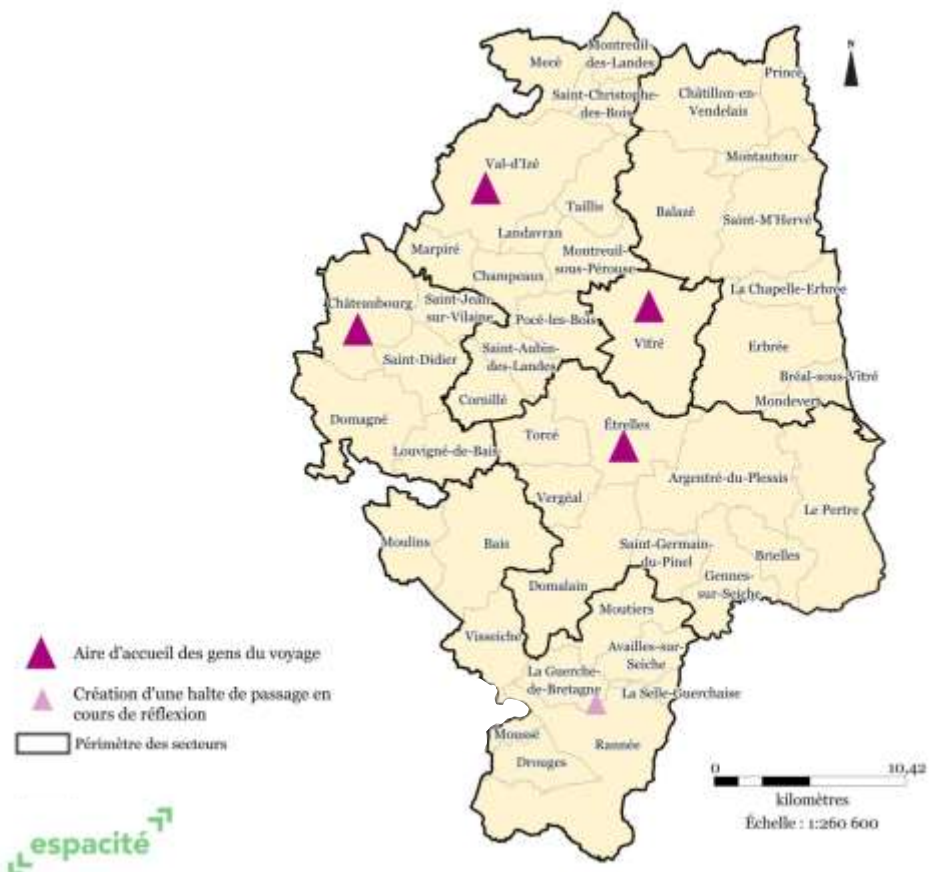 Montreuil-
des-Landes
Mecé
Princé
Saint-Christophe-
des-Bois
Châtillon-en-
Vendelais
N
Val-d'Izé
Montautour
Taillis
Balazé
Saint-M'Hervé
Landavran
Marpiré
Montreuil-
sous-Pérouse
Champeaux
La Chapelle-Erbrée
Châteaubourg
Saint-Jean-
sur-Vilaine
Pocé-les-Bois
Vitré
Erbrée
Saint-Didier
Saint-Aubin-
des-Landes
Bréal-sous-Vitré
Cornillé
Mondevert
Domagné
Torcé
Étrelles
Louvigné-de-Bais
Argentré-du-Plessis
Vergéal
Le Pertre
Moulins
Bais
Saint-Germain-
du-Pinel
Brielles
Gennes-
sur-Seiche
Domalain
Moutiers
Visseiche
Availles-sur-
Seiche
La Guerche-
de-Bretagne
La Selle-Guerchaise
Moussé
Rannée
Drouges
Aire d'accueil des gens du voyage
Création d'une halte de passage en
cours de réflexion
Périmètre des secteurs
0 10,42
kilomètres
Échelle : 1:260 600
espacité